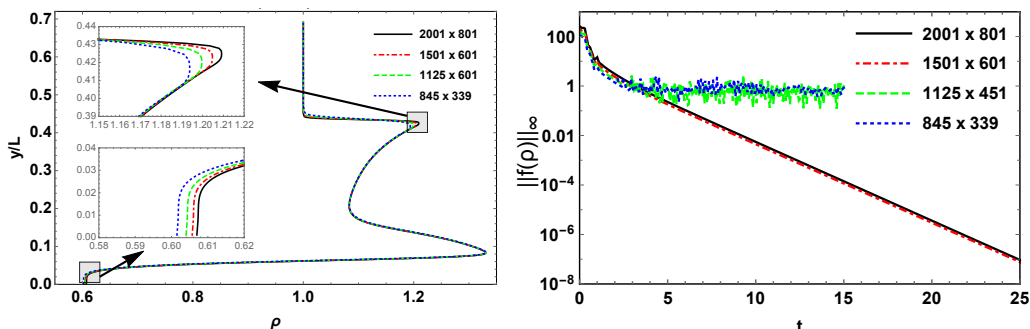 0.7
0.6
0.5
0.4
0.3
0.2
0.1
0.0
y/L
0.6 0.8 1.0 1.2
ρ
0.44
0.43
0.42
0.41
0.40
0.39
1.15 1.16 1.17 1.18 1.19 1.20 1.21 1.22
0.04
0.03
0.02
0.01
0.00
0.58 0.59 0.60 0.61 0.62
2001 x 801
1501 x 601
1125 x 601
845 x 339
100
1
0.01
10⁻⁴
10⁻⁶
10⁻⁸
||f(ρ)||∞
0 5 10 15 20 25
t
2001 x 801
1501 x 601
1125 x 451
845 x 339